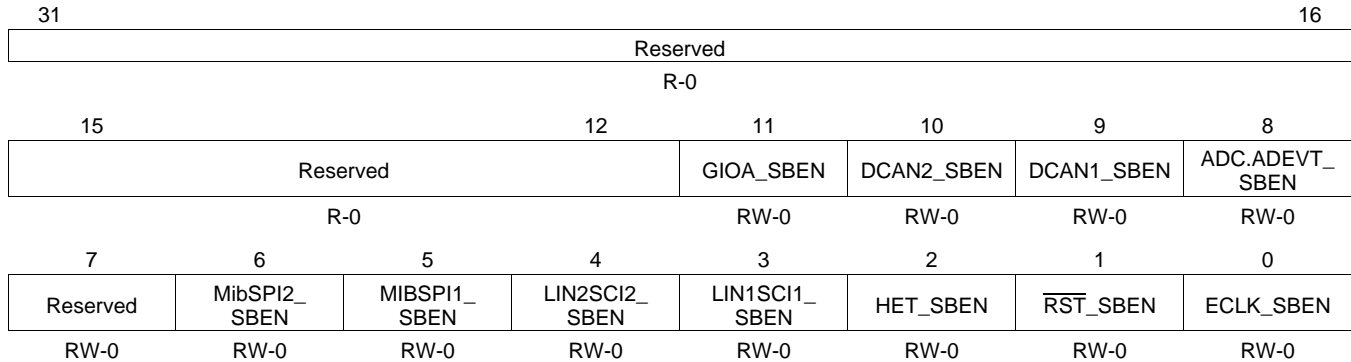 31 16
Reserved
R-0
15 12 11 10 9 8
Reserved GIOA_SBEN DCAN2_SBEN DCAN1_SBEN ADC.ADEVT_
SBEN
R-0 RW-0 RW-0 RW-0 RW-0
7 6 5 4 3 2 1 0
Reserved MibSPI2_ MIBSPI1_ LIN2SCI2_ LIN1SCI1_ HET_SBEN R̅S̅T̅_SBEN ECLK_SBEN
SBEN SBEN SBEN SBEN
RW-0 RW-0 RW-0 RW-0 RW-0 RW-0 RW-0 RW-0